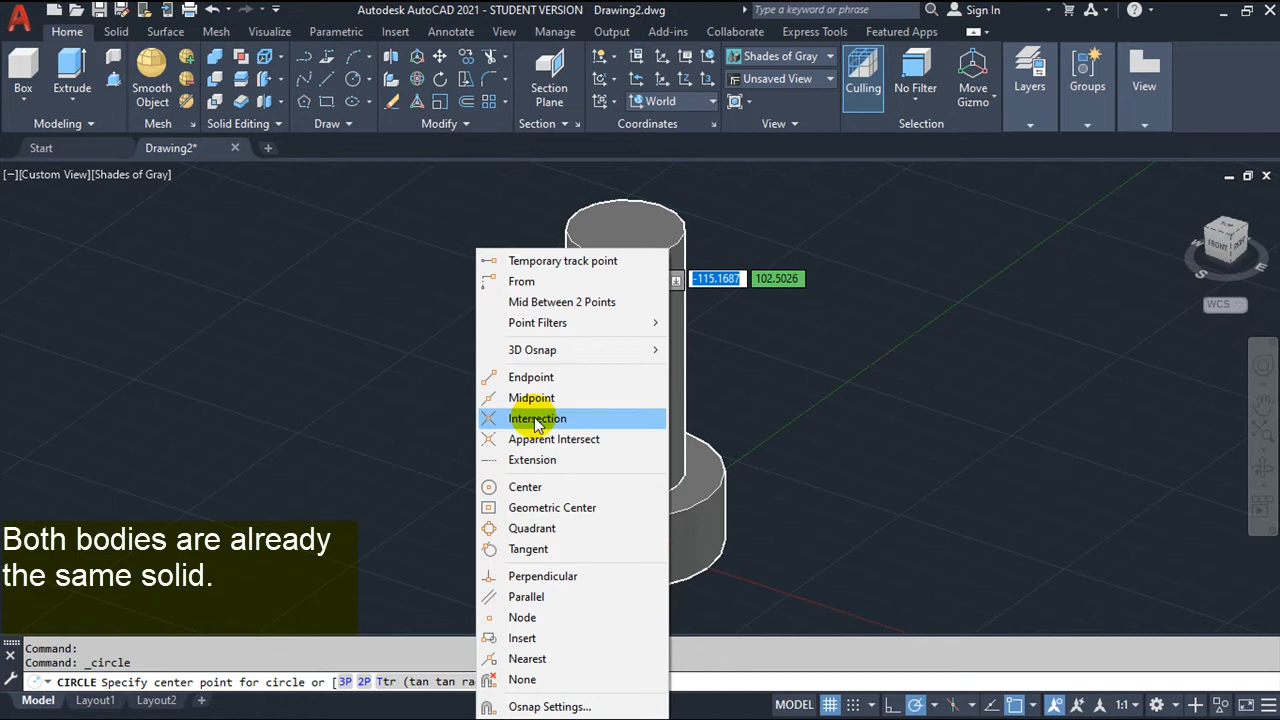 Autodesk AutoCAD 2021 - STUDENT VERSION Drawing2.dwg
Type a keyword or phrase
Sign In
Home Solid Surface Mesh Visualize Parametric Insert Annotate View Manage Output Add-ins Collaborate Express Tools Featured Apps
Shades of Gray
Unsaved View
Box Extrude Smooth Object Section Plane World Culling No Filter Move Gizmo Layers Groups View
Modeling Mesh Solid Editing Draw Modify Section Coordinates View Selection
Start Drawing2*
[−][Custom View][Shades of Gray]
FRONT
S
E
WCS
-115.1687 102.5026
Temporary track point
From
Mid Between 2 Points
Point Filters
3D Osnap
Endpoint
Midpoint
Intersection
Apparent Intersect
Extension
Center
Geometric Center
Quadrant
Tangent
Perpendicular
Parallel
Node
Insert
Nearest
None
Osnap Settings...
Both bodies are already
the same solid.
Command:
Command: _circle
CIRCLE Specify center point for circle or [3P 2P Ttr (tan tan ra
Model Layout1 Layout2
MODEL 1:1